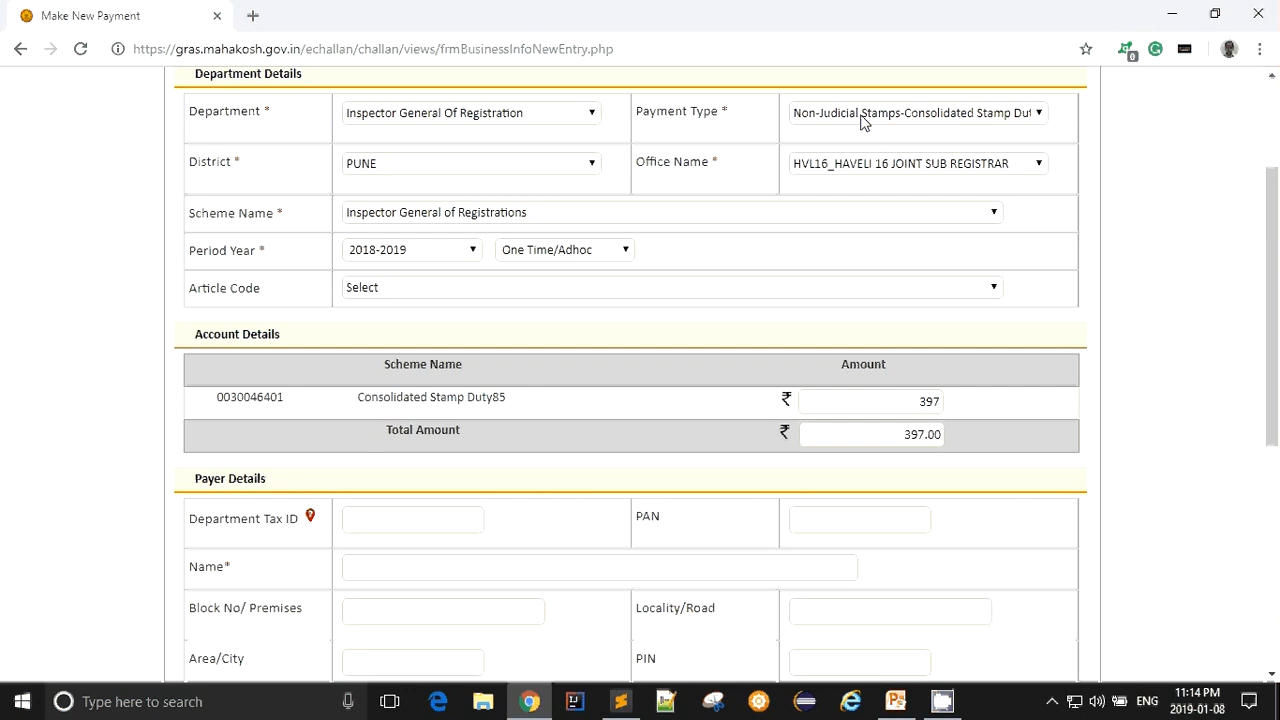 Make New Payment
https://gras.mahakosh.gov.in/echallan/challan/views/frmBusinessInfoNewEntry.php
0
Department Details
Department * Inspector General Of Registration Payment Type * Non-Judicial Stamps-Consolidated Stamp Dut
District * PUNE Office Name * HVL16_HAVELI 16 JOINT SUB REGISTRAR
Scheme Name * Inspector General of Registrations
Period Year * 2018-2019 One Time/Adhoc
Article Code Select
Account Details
Scheme Name Amount
0030046401 Consolidated Stamp Duty85 ₹ 397
Total Amount ₹ 397.00
Payer Details
Department Tax ID ? PAN
Name*
Block No/ Premises Locality/Road
Area/City PIN
Type here to search
ENG
11:14 PM
2019-01-08